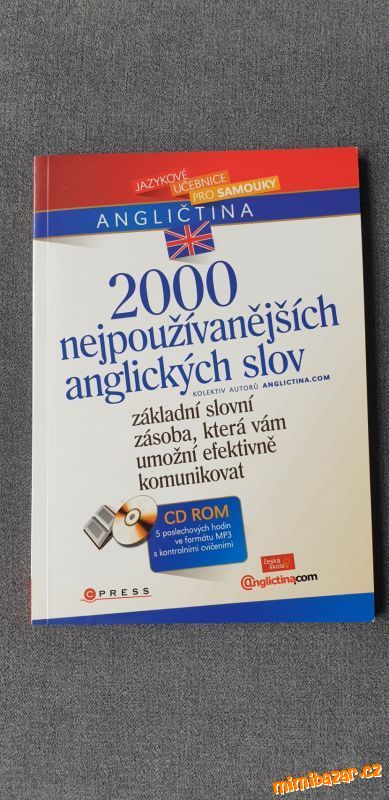 JAZYKOVÉ
UČEBNICE
PRO SAMOUKY
ANGLIČTINA
2000
nejpoužívanějších
anglických slov
KOLEKTIV AUTORŮ ANGLICTINA.COM
základní slovní
zásoba, která vám
umožní efektivně
komunikovat
CD ROM
5 poslechových hodin
ve formátu MP3
s kontrolními cvičeními
CPRESS
česká
škola
@nglictina.com
mimibazar.cz